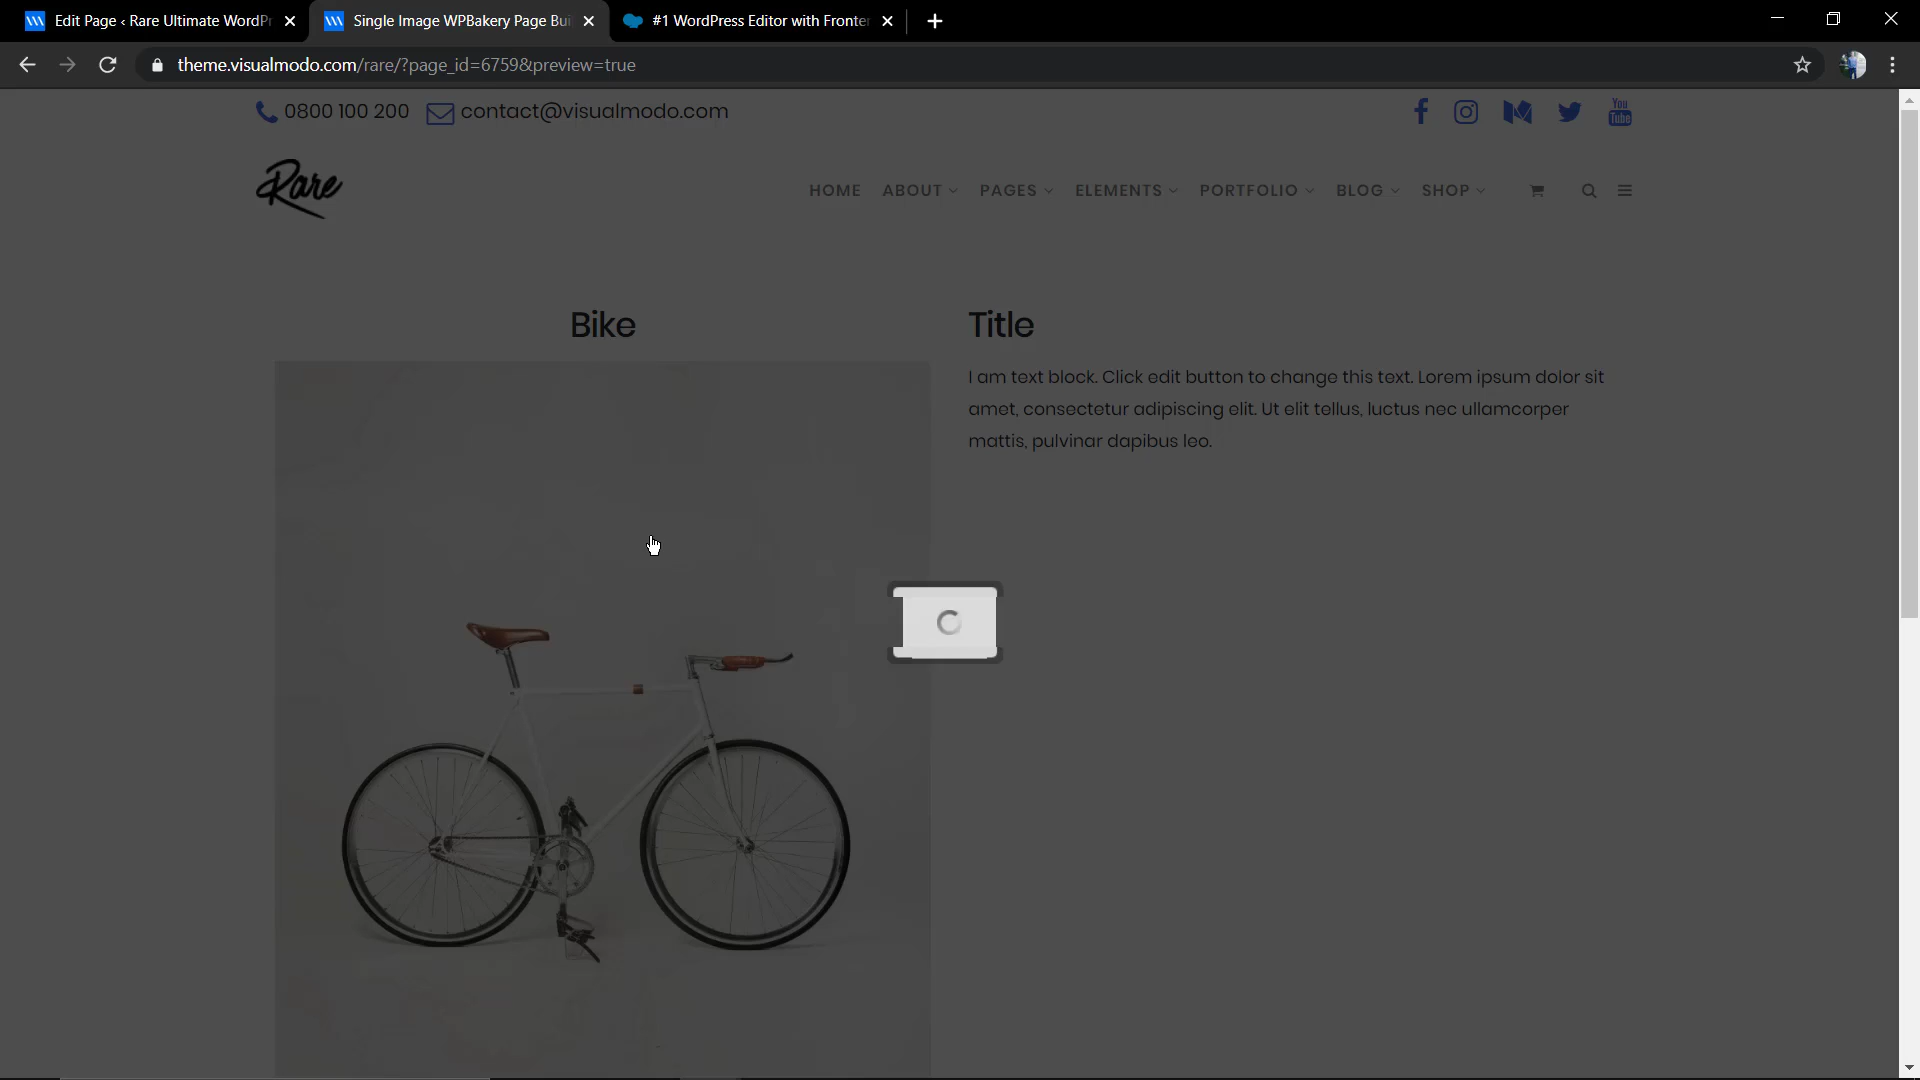 Edit Page ‹ Rare Ultimate WordPr
Single Image WPBakery Page Bui
#1 WordPress Editor with Fronte
theme.visualmodo.com/rare/?page_id=6759&preview=true
0800 100 200 contact@visualmodo.com
You
Tube
Rare
HOME ABOUT PAGES ELEMENTS PORTFOLIO BLOG SHOP
Bike
Title
I am text block. Click edit button to change this text. Lorem ipsum dolor sit
amet, consectetur adipiscing elit. Ut elit tellus, luctus nec ullamcorper
mattis, pulvinar dapibus leo.